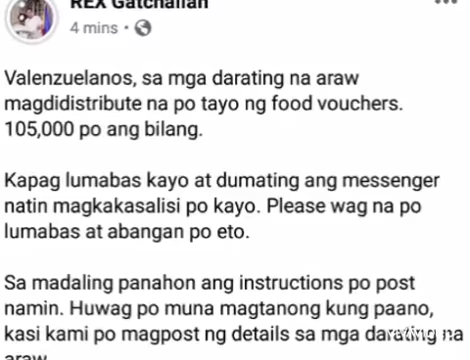 REX Gatchalian
4 mins ·
Valenzuelanos, sa mga darating na araw
magdidistribute na po tayo ng food vouchers.
105,000 po ang bilang.
Kapag lumabas kayo at dumating ang messenger
natin magkakasalisi po kayo. Please wag na po
lumabas at abangan po eto.
Sa madaling panahon ang instructions po post
namin. Huwag po muna magtanong kung paano,
kasi kami po magpost ng details sa mga darating na
araw